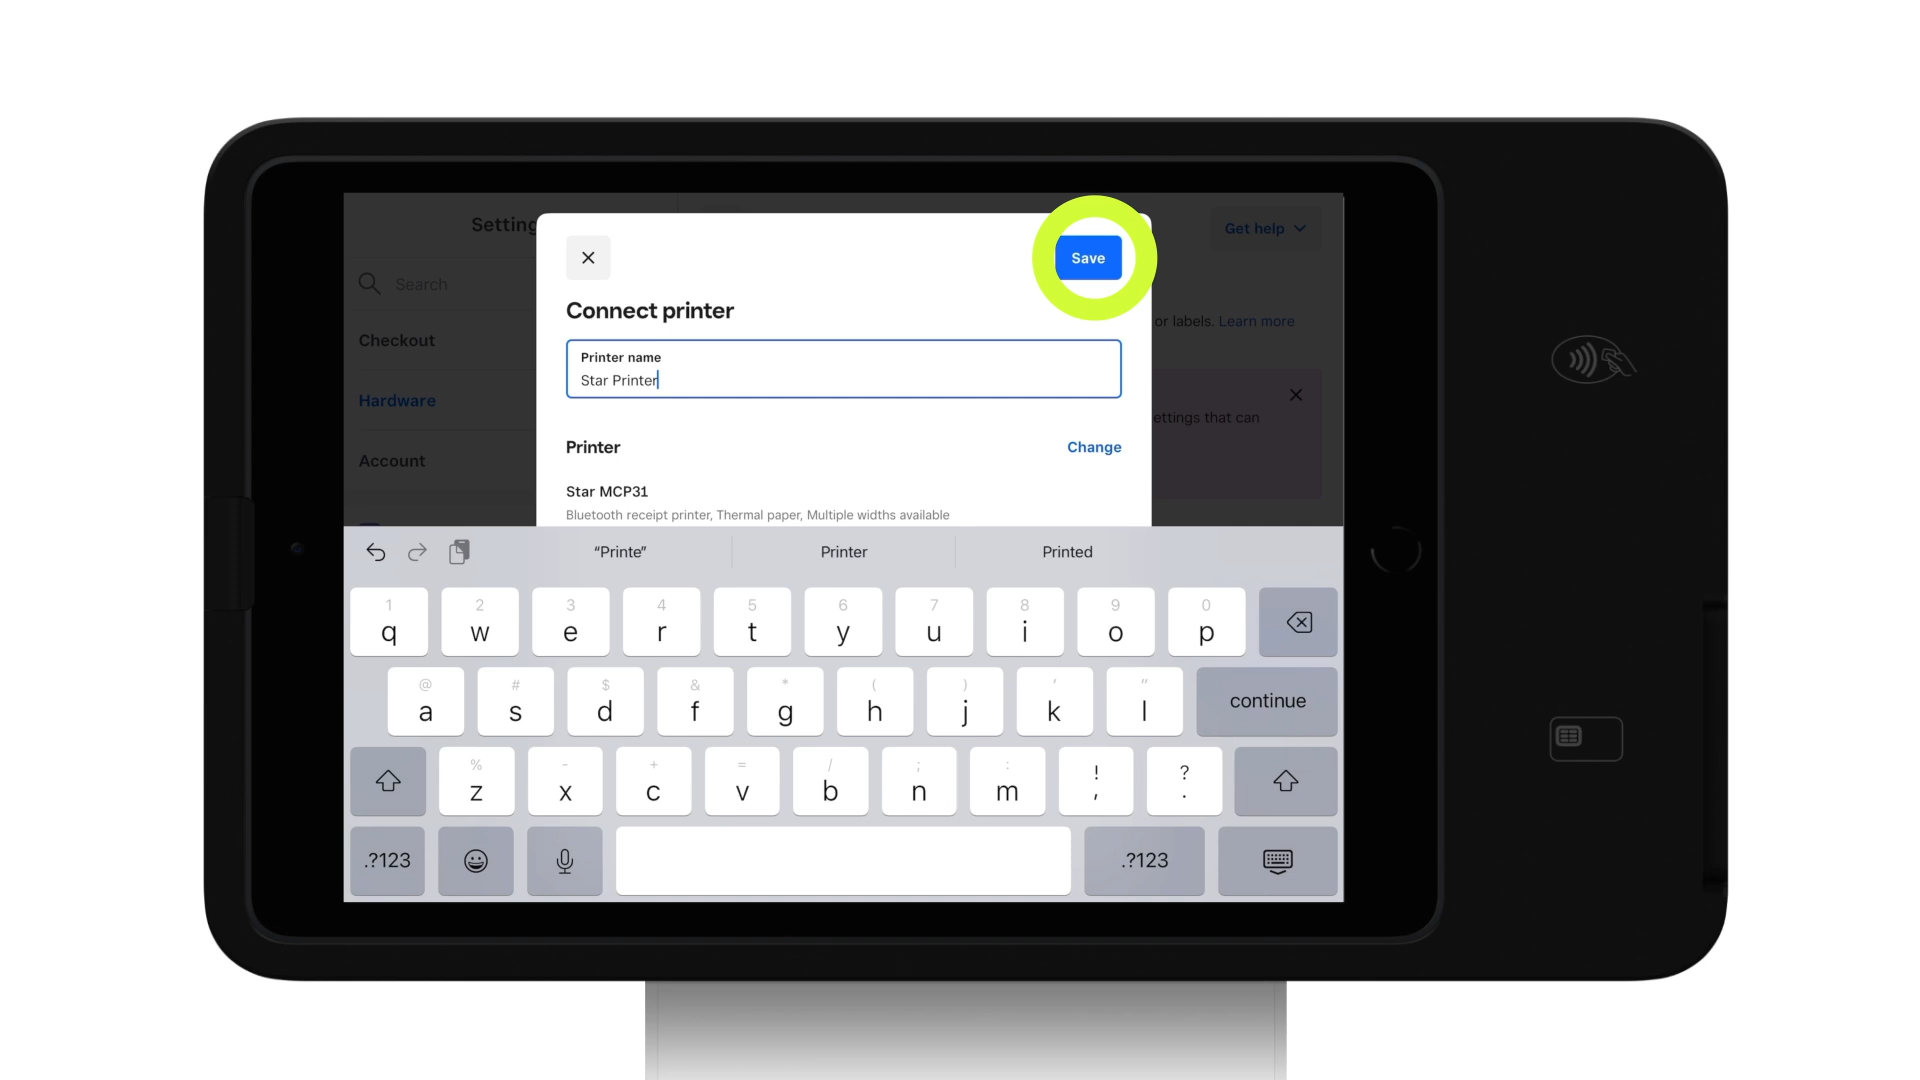 Setting
Get help
Save
Search
Connect printer
or labels. Learn more
Checkout
Printer name
Star Printer
Hardware
ettings that can
Printer
Change
Account
Star MCP31
Bluetooth receipt printer, Thermal paper, Multiple widths available
“Printe” Printer Printed
1 2 3 4 5 6 7 8 9 0
q w e r t y u i o p
@ # $ & * ( ) ' "
a s d f g h j k l continue
% - + = / ; : ! ?
z x c v b n m , .
.?123 .?123